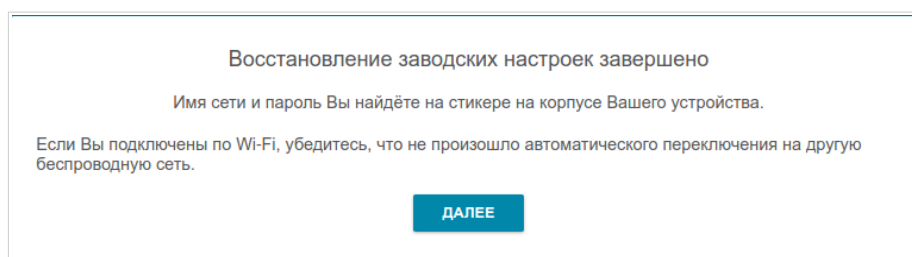 Восстановление заводских настроек завершено
Имя сети и пароль Вы найдёте на стикере на корпусе Вашего устройства.
Если Вы подключены по Wi-Fi, убедитесь, что не произошло автоматического переключения на другую
беспроводную сеть.
ДАЛЕЕ